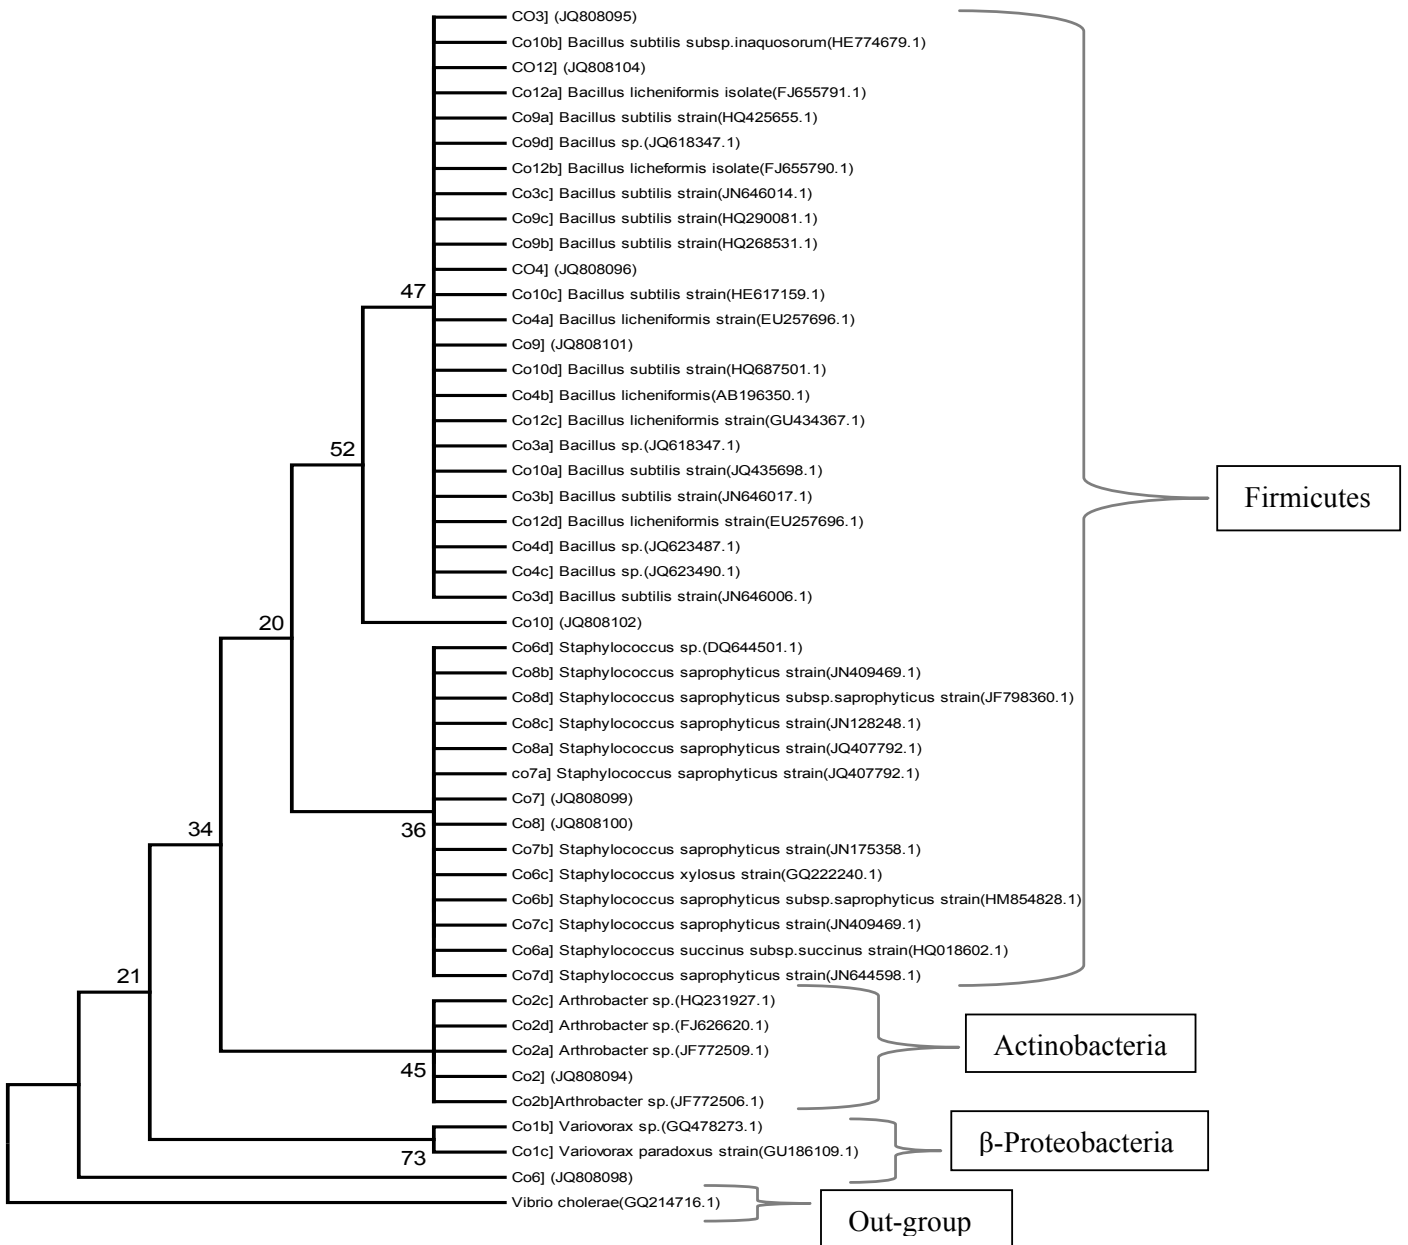 CO3] (JQ808095)
Co10b] Bacillus subtilis subsp.inaquosorum(HE774679.1)
CO12] (JQ808104)
Co12a] Bacillus licheniformis isolate(FJ655791.1)
Co9a] Bacillus subtilis strain(HQ425655.1)
Co9d] Bacillus sp.(JQ618347.1)
Co12b] Bacillus licheformis isolate(FJ655790.1)
Co3c] Bacillus subtilis strain(JN646014.1)
Co9c] Bacillus subtilis strain(HQ290081.1)
Co9b] Bacillus subtilis strain(HQ268531.1)
CO4] (JQ808096)
47
Co10c] Bacillus subtilis strain(HE617159.1)
Co4a] Bacillus licheniformis strain(EU257696.1)
Co9] (JQ808101)
Co10d] Bacillus subtilis strain(HQ687501.1)
Co4b] Bacillus licheniformis(AB196350.1)
Co12c] Bacillus licheniformis strain(GU434367.1)
52
Co3a] Bacillus sp.(JQ618347.1)
Co10a] Bacillus subtilis strain(JQ435698.1)
Co3b] Bacillus subtilis strain(JN646017.1)
Firmicutes
Co12d] Bacillus licheniformis strain(EU257696.1)
Co4d] Bacillus sp.(JQ623487.1)
Co4c] Bacillus sp.(JQ623490.1)
Co3d] Bacillus subtilis strain(JN646006.1)
20
Co10] (JQ808102)
Co6d] Staphylococcus sp.(DQ644501.1)
Co8b] Staphylococcus saprophyticus strain(JN409469.1)
Co8d] Staphylococcus saprophyticus subsp.saprophyticus strain(JF798360.1)
Co8c] Staphylococcus saprophyticus strain(JN128248.1)
Co8a] Staphylococcus saprophyticus strain(JQ407792.1)
co7a] Staphylococcus saprophyticus strain(JQ407792.1)
Co7] (JQ808099)
34
36
Co8] (JQ808100)
Co7b] Staphylococcus saprophyticus strain(JN175358.1)
Co6c] Staphylococcus xylosus strain(GQ222240.1)
Co6b] Staphylococcus saprophyticus subsp.saprophyticus strain(HM854828.1)
Co7c] Staphylococcus saprophyticus strain(JN409469.1)
Co6a] Staphylococcus succinus subsp.succinus strain(HQ018602.1)
21
Co7d] Staphylococcus saprophyticus strain(JN644598.1)
Co2c] Arthrobacter sp.(HQ231927.1)
Co2d] Arthrobacter sp.(FJ626620.1)
Co2a] Arthrobacter sp.(JF772509.1)
Actinobacteria
45
Co2] (JQ808094)
Co2b]Arthrobacter sp.(JF772506.1)
Co1b] Variovorax sp.(GQ478273.1)
β-Proteobacteria
73
Co1c] Variovorax paradoxus strain(GU186109.1)
Co6] (JQ808098)
Vibrio cholerae(GQ214716.1)
Out-group